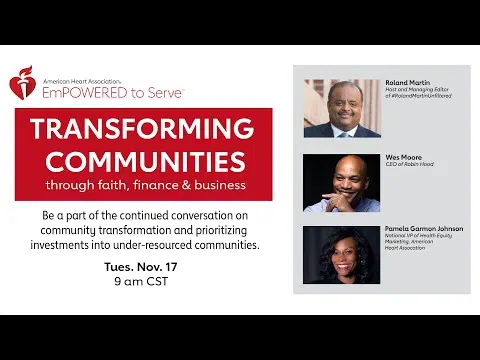 American Heart Association®
EmPOWERED to Serve™
TRANSFORMING
COMMUNITIES
through faith, finance & business
Be a part of the continued conversation on
community transformation and prioritizing
investments into under-resourced communities.
Tues. Nov. 17
9 am CST
Roland Martin
Host and Managing Editor
of #RolandMartinUnfiltered
Wes Moore
CEO of Robin Hood
Pamela Garmon Johnson
National VP of Health Equity
Marketing, American
Heart Assocation